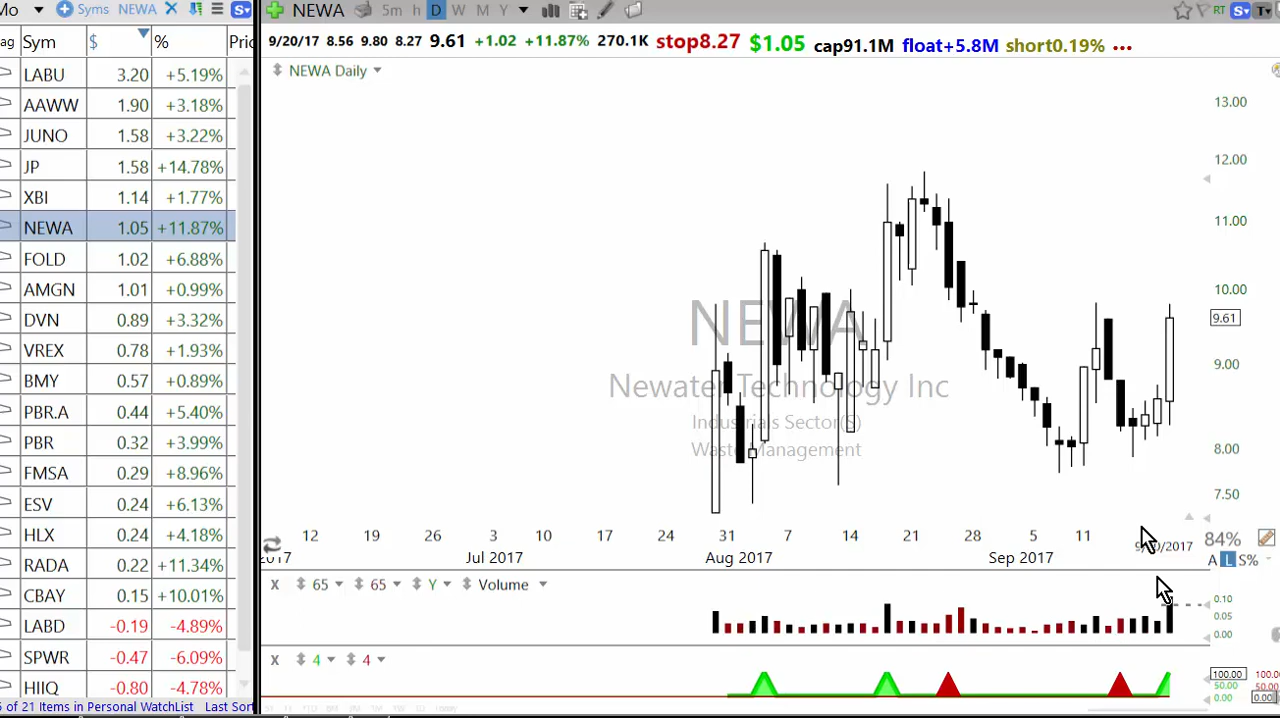 Mo Syms NEWA S
ag Sym $ % Pric
LABU 3.20 +5.19%
AAWW 1.90 +3.18%
JUNO 1.58 +3.22%
JP 1.58 +14.78%
XBI 1.14 +1.77%
NEWA 1.05 +11.87%
FOLD 1.02 +6.88%
AMGN 1.01 +0.99%
DVN 0.89 +3.32%
VREX 0.78 +1.93%
BMY 0.57 +0.89%
PBR.A 0.44 +5.40%
PBR 0.32 +3.99%
FMSA 0.29 +8.96%
ESV 0.24 +6.13%
HLX 0.24 +4.18%
RADA 0.22 +11.34%
CBAY 0.15 +10.01%
LABD -0.19 -4.89%
SPWR -0.47 -6.09%
HIIQ -0.80 -4.78%
of 21 Items in Personal WatchList Last Sor
NEWA 5m h D W M Y RT S T
9/20/17 8.56 9.80 8.27 9.61 +1.02 +11.87% 270.1K stop8.27 $1.05 cap91.1M float+5.8M short0.19% ...
NEWA Daily
13.00
12.00
11.00
10.00
9.61
9.00
8.00
7.50
NEWA
Newater Technology Inc
Industrials Sector(S)
Waste Management
12 19 26 3 10 17 24 31 7 14 21 28 5 11
2017 Jul 2017 Aug 2017 Sep 2017
84%
A L S%
X 65 65 Y Volume
0.10
0.05
0.00
X 4 4
100.00
50.00
0.00
100.0
50.0
0.00